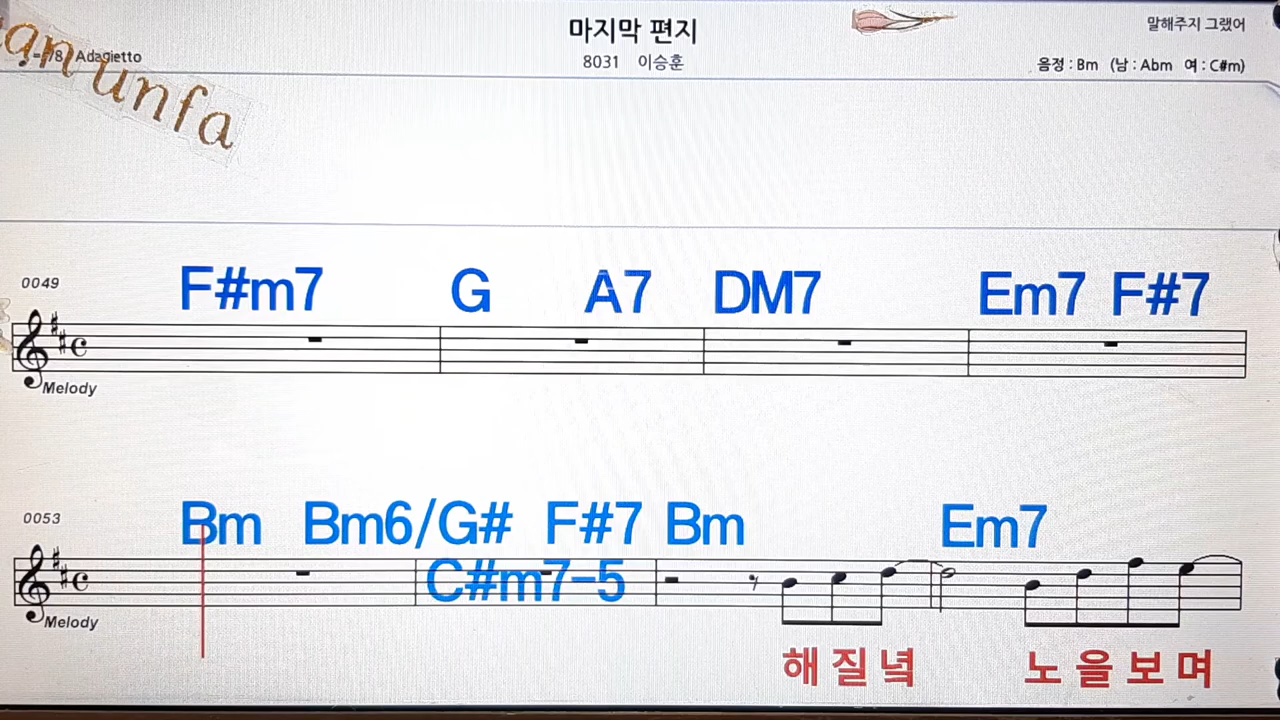 마지막 편지
말해주지 그랬어
Adagietto
8031 이승훈
음정 : Bm (남 : Abm 여 : C#m)
unfa
0049
F#m7 G A7 DM7 Em7 F#7
Melody
0053
Bm Bm6/G# F#7 Bm Em7
C#m7-5
Melody
해 질 녘 노 을 보 며